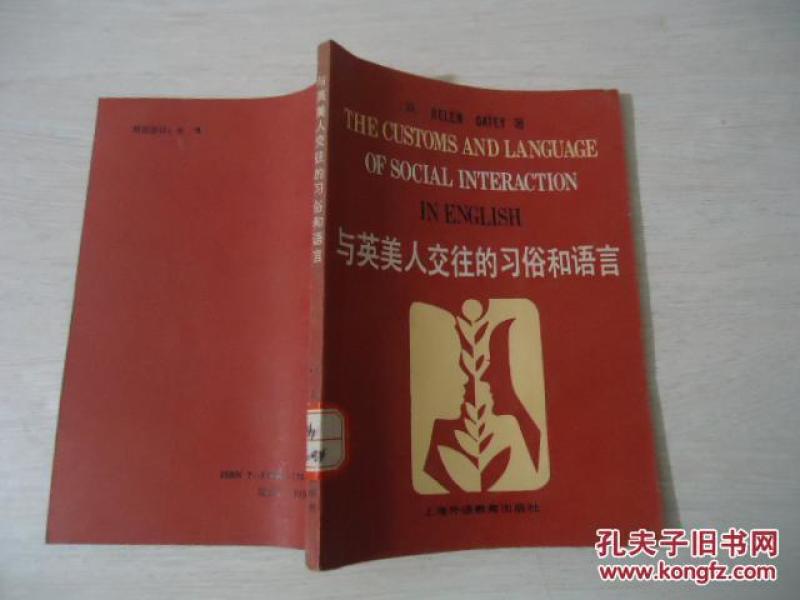 HELEN OATEY 著
THE CUSTOMS AND LANGUAGE
OF SOCIAL INTERACTION
IN ENGLISH
与英美人交往的习俗和语言
上海外语教育出版社
与英美人交往的习俗和语言
孔夫子旧书网
www.kongfz.com